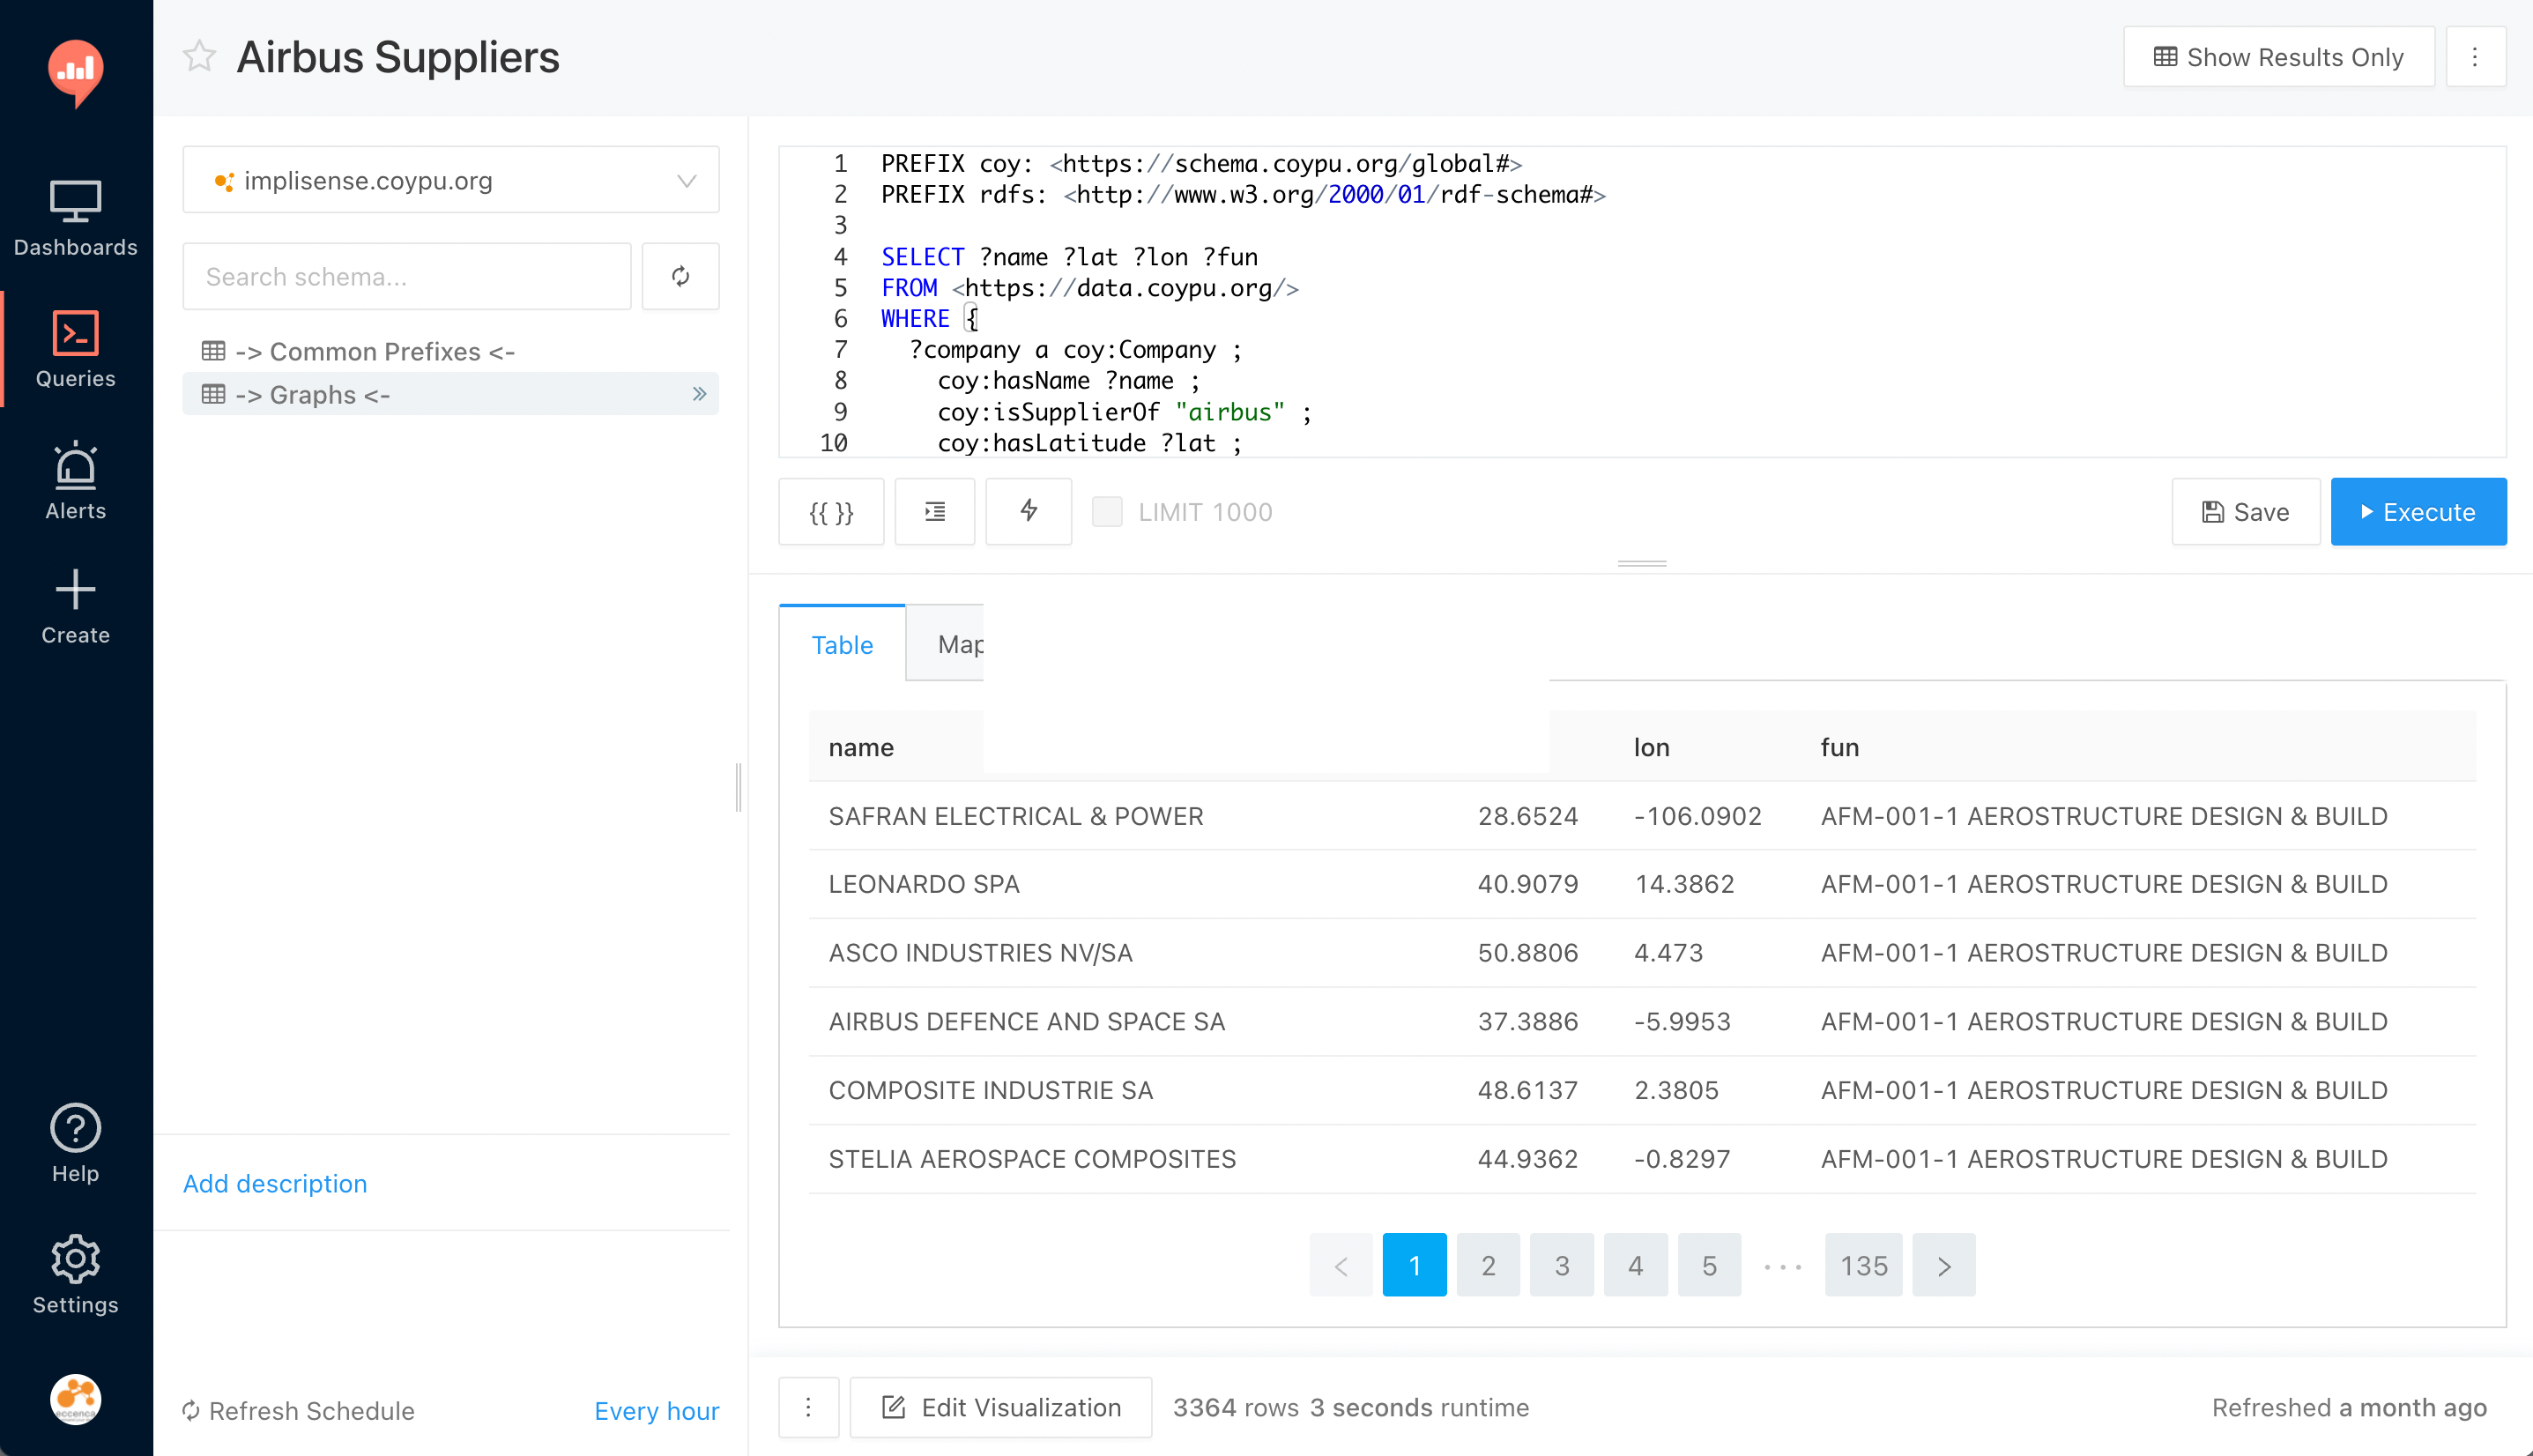 Airbus Suppliers
Show Results Only
Dashboards
Queries
Alerts
Create
Help
Settings
eccenca
implisense.coypu.org
Search schema...
-> Common Prefixes <-
-> Graphs <-
Add description
Refresh Schedule
Every hour
1 PREFIX coy: <https://schema.coypu.org/global#>
2 PREFIX rdfs: <http://www.w3.org/2000/01/rdf-schema#>
3
4 SELECT ?name ?lat ?lon ?fun
5 FROM <https://data.coypu.org/>
6 WHERE {
7 ?company a coy:Company ;
8 coy:hasName ?name ;
9 coy:isSupplierOf "airbus" ;
10 coy:hasLatitude ?lat ;
{{ }}
LIMIT 1000
Save
Execute
Table
Map
name lon fun
SAFRAN ELECTRICAL & POWER 28.6524 -106.0902 AFM-001-1 AEROSTRUCTURE DESIGN & BUILD
LEONARDO SPA 40.9079 14.3862 AFM-001-1 AEROSTRUCTURE DESIGN & BUILD
ASCO INDUSTRIES NV/SA 50.8806 4.473 AFM-001-1 AEROSTRUCTURE DESIGN & BUILD
AIRBUS DEFENCE AND SPACE SA 37.3886 -5.9953 AFM-001-1 AEROSTRUCTURE DESIGN & BUILD
COMPOSITE INDUSTRIE SA 48.6137 2.3805 AFM-001-1 AEROSTRUCTURE DESIGN & BUILD
STELIA AEROSPACE COMPOSITES 44.9362 -0.8297 AFM-001-1 AEROSTRUCTURE DESIGN & BUILD
< 1 2 3 4 5 ··· 135 >
Edit Visualization
3364 rows 3 seconds runtime
Refreshed a month ago